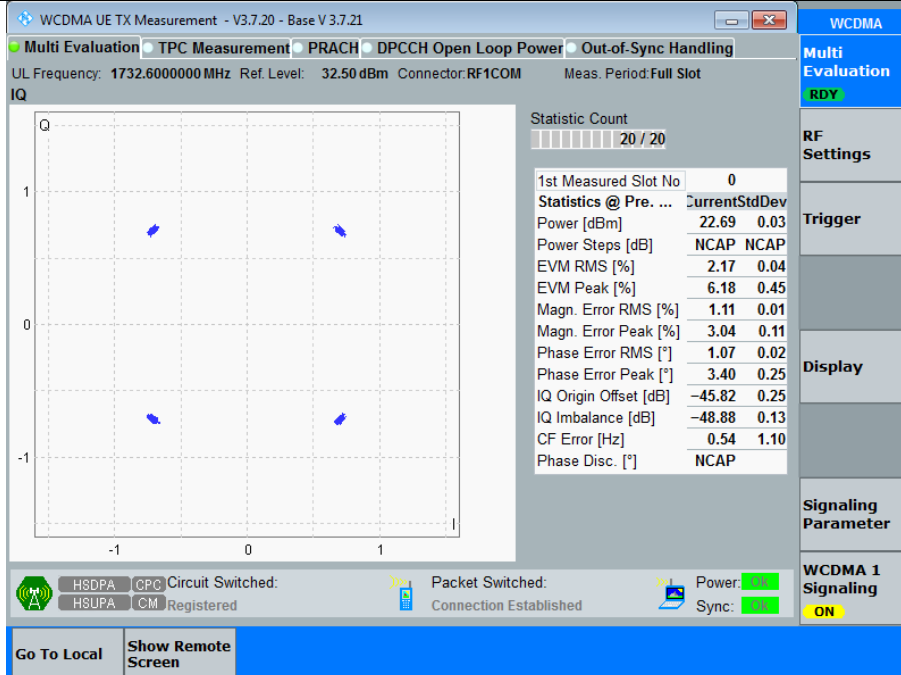 WCDMA UE TX Measurement - V3.7.20 - Base V 3.7.21
Multi Evaluation TPC Measurement PRACH DPCCH Open Loop Power Out-of-Sync Handling
UL Frequency: 1732.6000000 MHz Ref. Level: 32.50 dBm Connector:RF1COM Meas. Period:Full Slot
IQ
Q
1
0
-1
-1 0 1
I
Statistic Count
20 / 20
1st Measured Slot No 0
Statistics @ Pre. ... Current StdDev
Power [dBm] 22.69 0.03
Power Steps [dB] NCAP NCAP
EVM RMS [%] 2.17 0.04
EVM Peak [%] 6.18 0.45
Magn. Error RMS [%] 1.11 0.01
Magn. Error Peak [%] 3.04 0.11
Phase Error RMS [°] 1.07 0.02
Phase Error Peak [°] 3.40 0.25
IQ Origin Offset [dB] −45.82 0.25
IQ Imbalance [dB] −48.88 0.13
CF Error [Hz] 0.54 1.10
Phase Disc. [°] NCAP
HSDPA CPC Circuit Switched: Packet Switched: Power: Ok
HSUPA CM Registered Connection Established Sync: Ok
WCDMA
Multi
Evaluation
RDY
RF
Settings
Trigger
Display
Signaling
Parameter
WCDMA 1
Signaling
ON
Go To Local
Show Remote
Screen